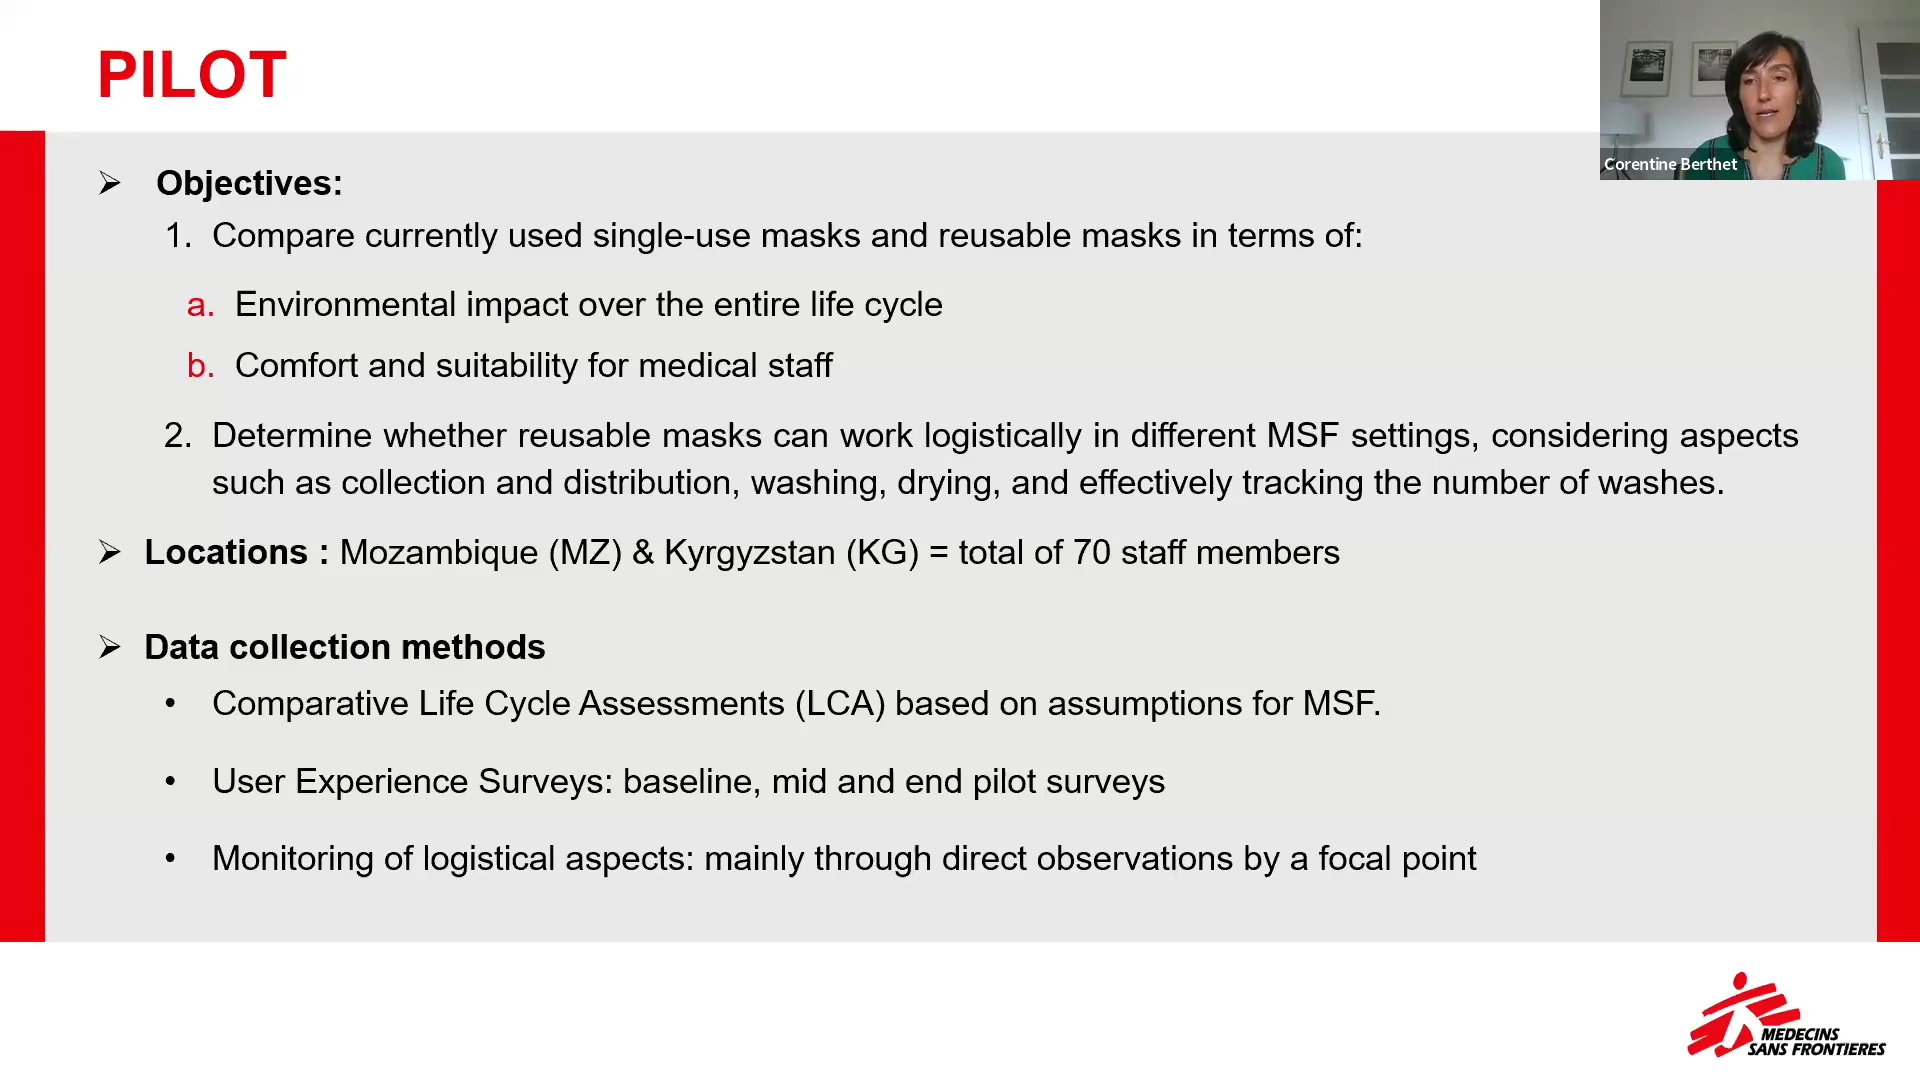 PILOT
Corentine Berthet
➢ Objectives:
1. Compare currently used single-use masks and reusable masks in terms of:
a. Environmental impact over the entire life cycle
b. Comfort and suitability for medical staff
2. Determine whether reusable masks can work logistically in different MSF settings, considering aspects
such as collection and distribution, washing, drying, and effectively tracking the number of washes.
➢ Locations : Mozambique (MZ) & Kyrgyzstan (KG) = total of 70 staff members
➢ Data collection methods
• Comparative Life Cycle Assessments (LCA) based on assumptions for MSF.
• User Experience Surveys: baseline, mid and end pilot surveys
• Monitoring of logistical aspects: mainly through direct observations by a focal point
MEDECINS
SANS FRONTIERES